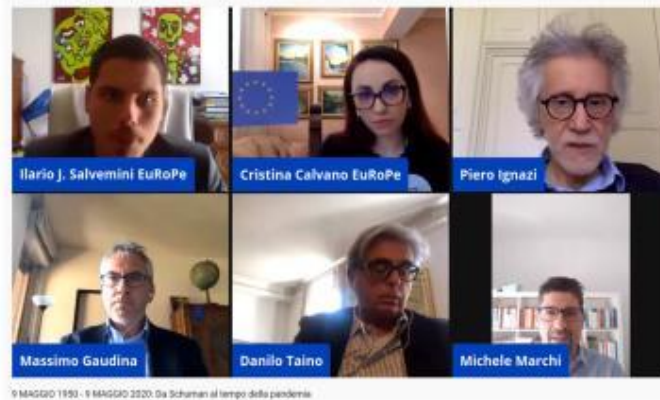 Ilario J. Salvemini EuRoPe
Cristina Calvano EuRoPe
Piero Ignazi
Massimo Gaudina
Danilo Taino
Michele Marchi
9 MAGGIO 1950 - 9 MAGGIO 2020: Da Schuman al tempo della pandemia